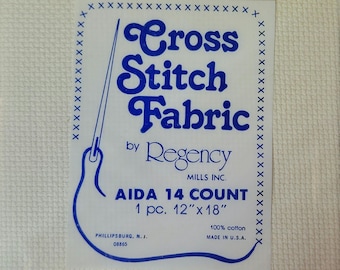 Cross
Stitch
Fabric
by Regency
MILLS INC
AIDA 14 COUNT
1 pc. 12" x 18"
100% cotton
PHILLIPSBURG, N.J. MADE IN U.S.A.
08865